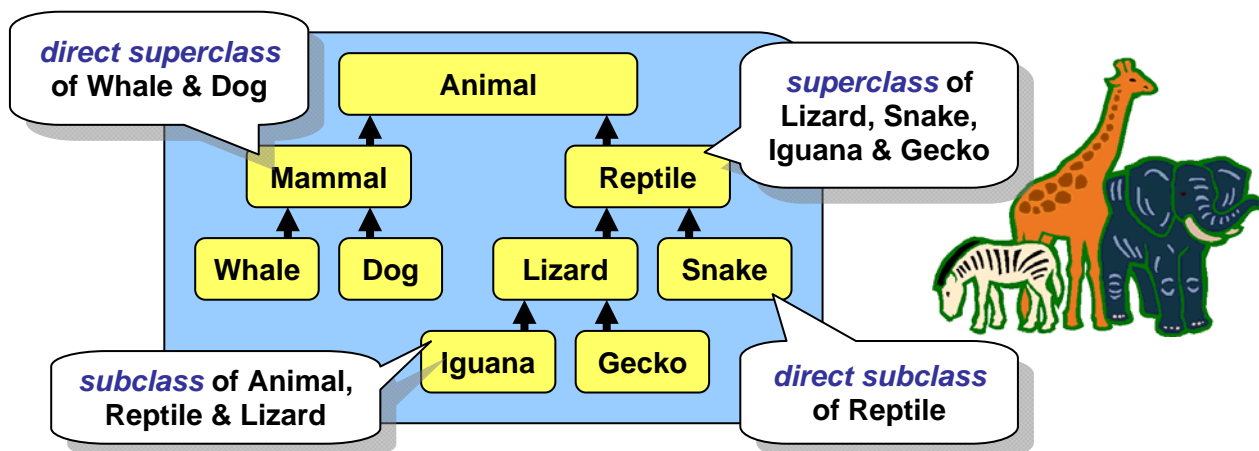 direct superclass
of Whale & Dog
Animal
superclass of
Lizard, Snake,
Iguana & Gecko
Mammal
Reptile
Whale
Dog
Lizard
Snake
Iguana
Gecko
subclass of Animal,
Reptile & Lizard
direct subclass
of Reptile